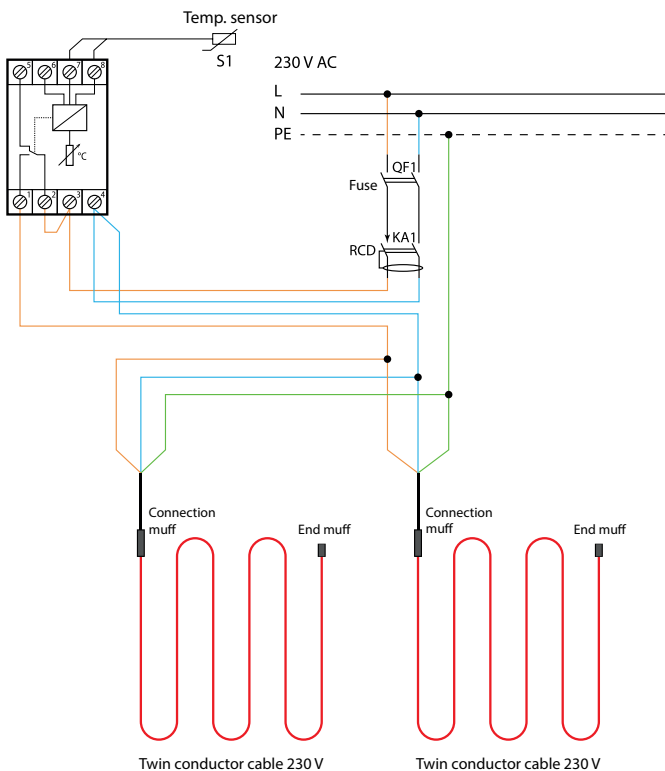 Temp. sensor
S1
5 6 7 8
°C
1 2 3 4
230 V AC
L
N
PE
QF1
Fuse
KA1
RCD
Connection
muff
End muff
Connection
muff
End muff
Twin conductor cable 230 V
Twin conductor cable 230 V